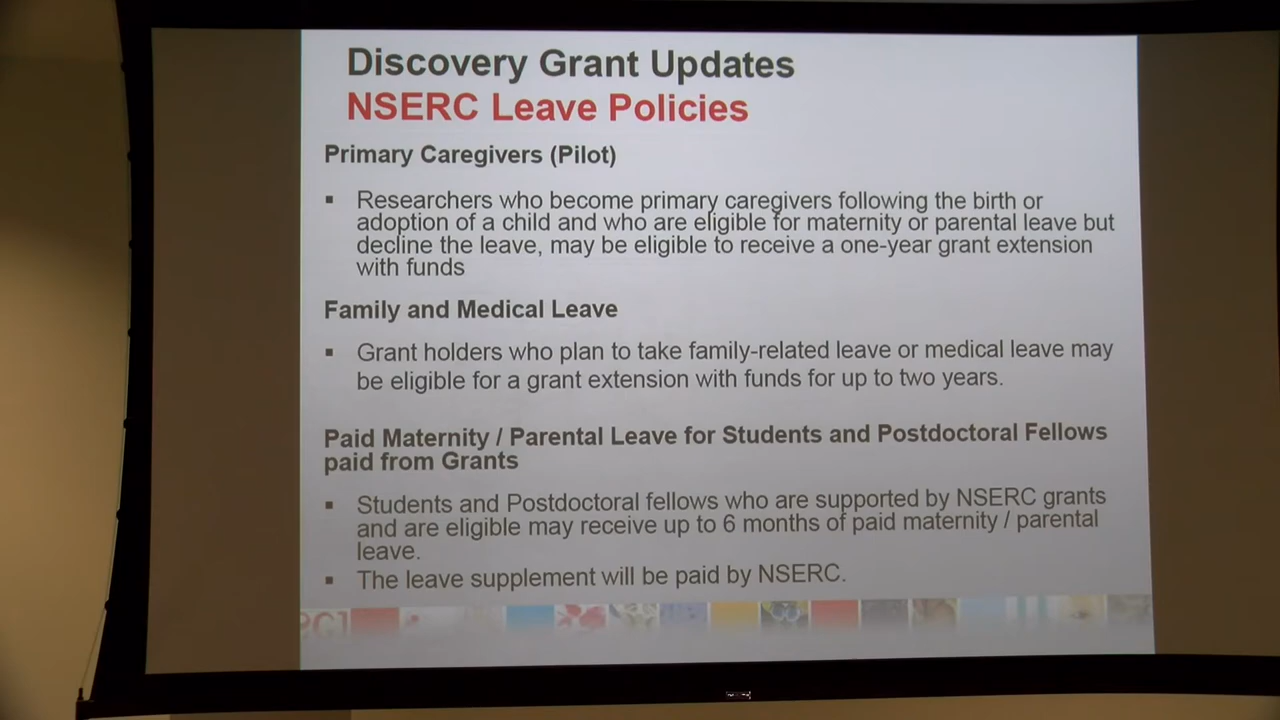 Discovery Grant Updates
NSERC Leave Policies
Primary Caregivers (Pilot)
▪ Researchers who become primary caregivers following the birth or
adoption of a child and who are eligible for maternity or parental leave but
decline the leave, may be eligible to receive a one-year grant extension
with funds
Family and Medical Leave
▪ Grant holders who plan to take family-related leave or medical leave may
be eligible for a grant extension with funds for up to two years.
Paid Maternity / Parental Leave for Students and Postdoctoral Fellows
paid from Grants
▪ Students and Postdoctoral fellows who are supported by NSERC grants
and are eligible may receive up to 6 months of paid maternity / parental
leave.
▪ The leave supplement will be paid by NSERC.